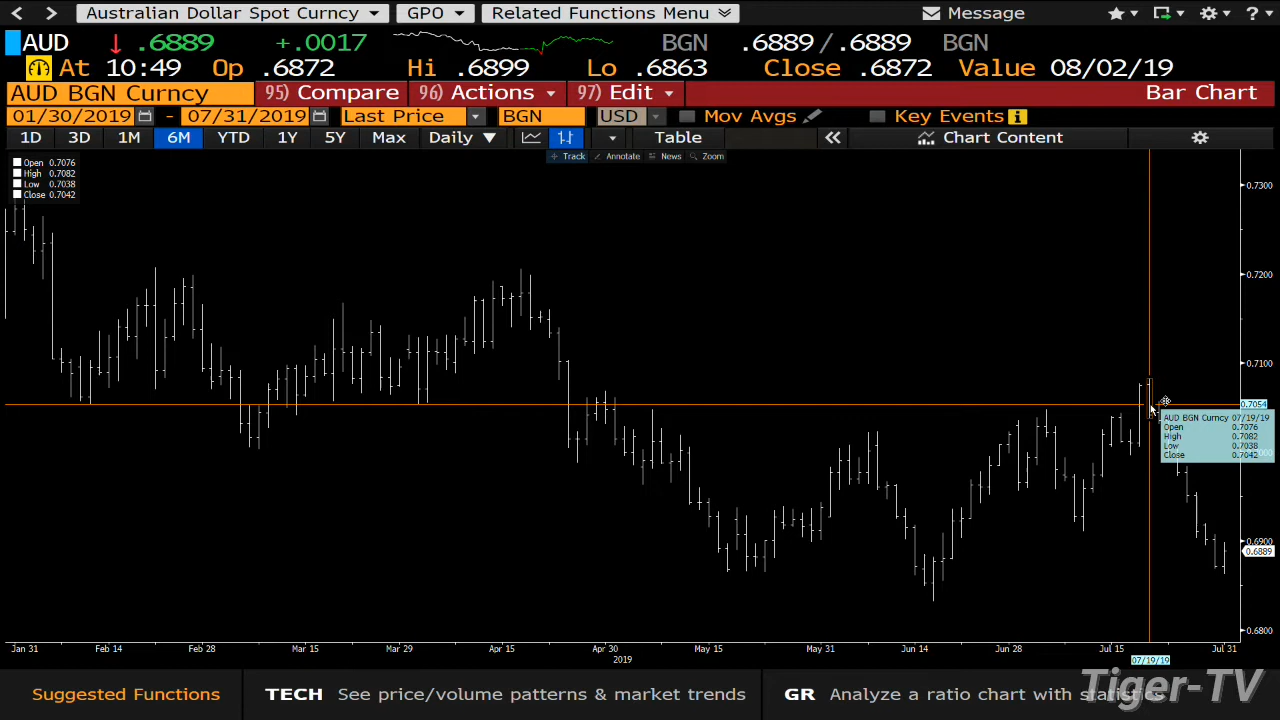 Australian Dollar Spot Curncy GPO Related Functions Menu Message
AUD .6889 +.0017 BGN .6889/.6889 BGN
At 10:49 Op .6872 Hi .6899 Lo .6863 Close .6872 Value 08/02/19
AUD BGN Curncy 95) Compare 96) Actions 97) Edit Bar Chart
01/30/2019 - 07/31/2019 Last Price BGN USD Mov Avgs Key Events
1D 3D 1M 6M YTD 1Y 5Y Max Daily Table Chart Content
Track Annotate News Zoom
Open 0.7076
High 0.7082
Low 0.7038
Close 0.7042
0.7300
0.7200
0.7100
0.7054
AUD BGN Curncy 07/19/19
Open 0.7076
High 0.7082
Low 0.7038
Close 0.7042
0.6900
0.6889
0.6800
Jan 31 Feb 14 Feb 28 Mar 15 Mar 29 Apr 15 Apr 30 May 15 May 31 Jun 14 Jun 28 Jul 15 Jul 31
2019 07/19/19
Suggested Functions TECH See price/volume patterns & market trends GR Analyze a ratio chart with statistics
Tiger-TV